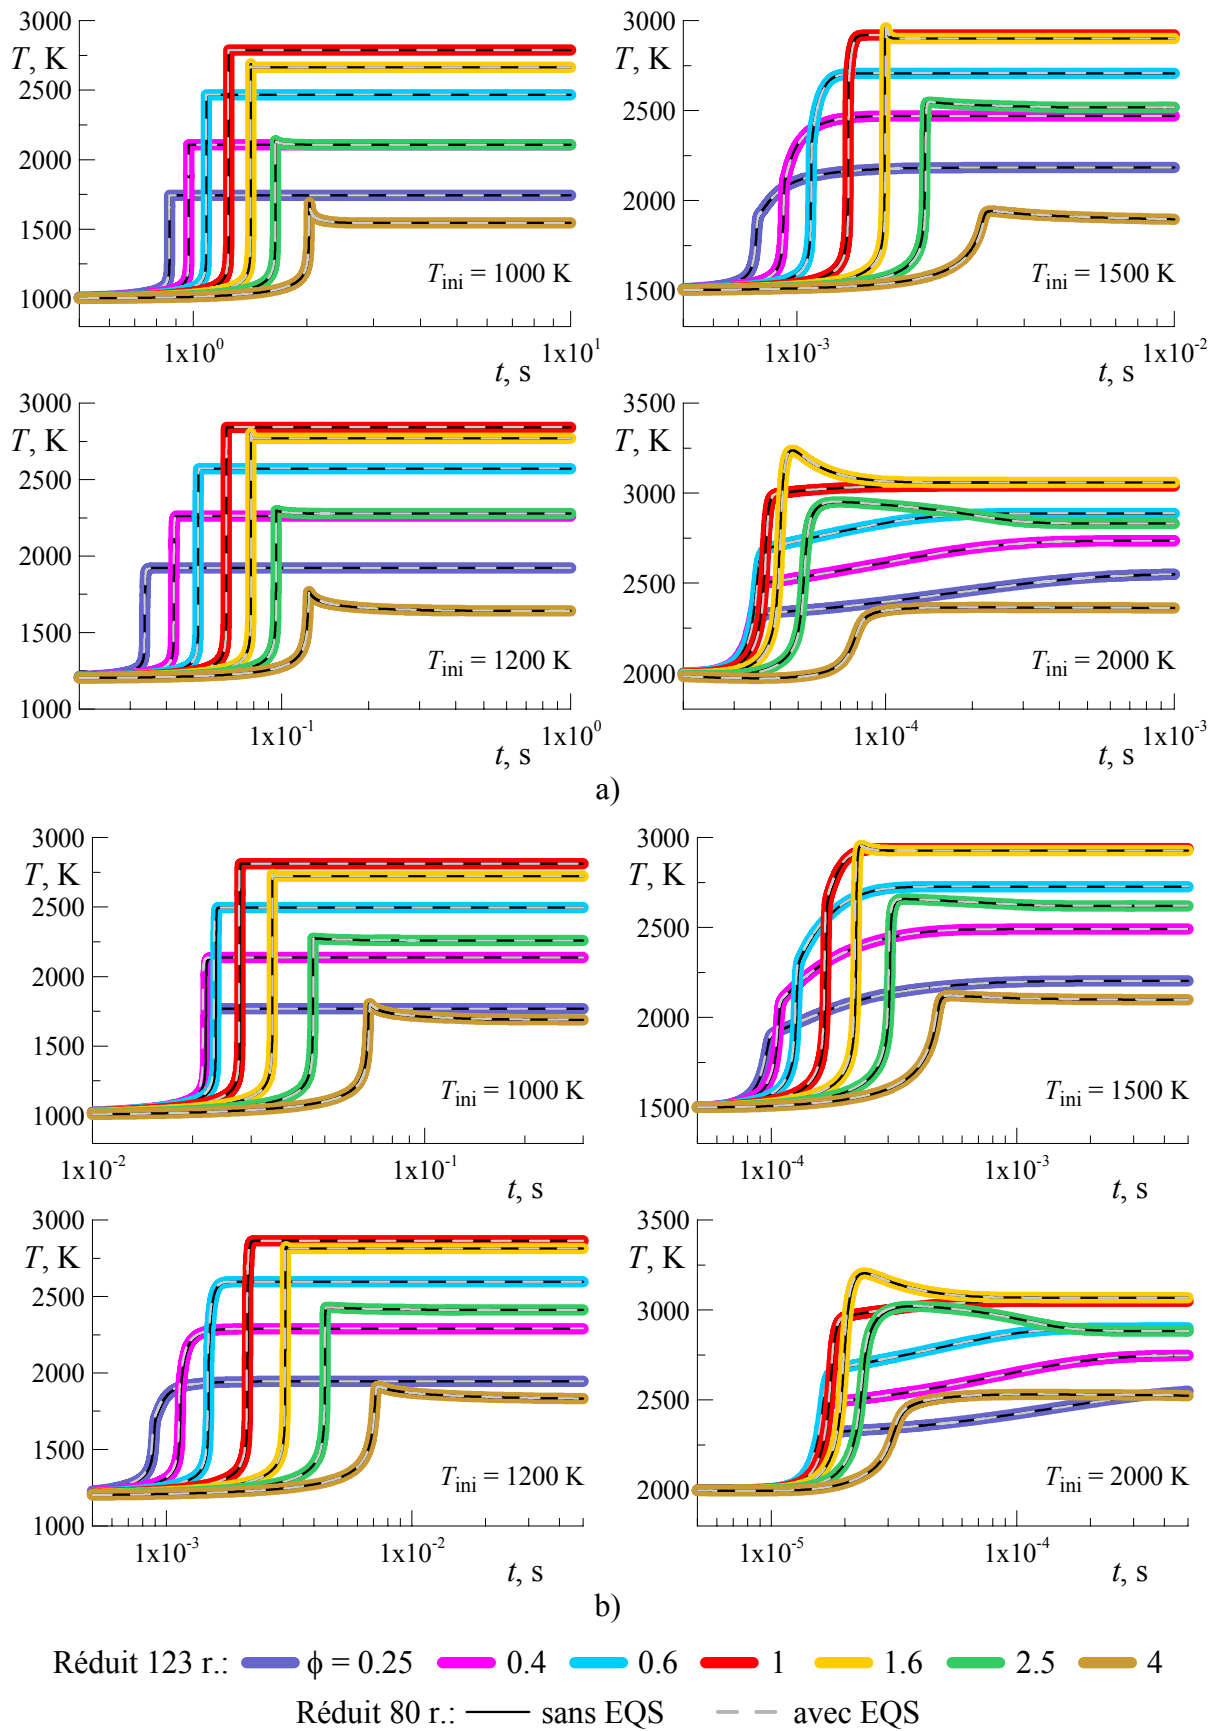 3000
T, K
2500
2000
1500
1000
T_ini = 1000 K
1x10^0
1x10^1
t, s
3000
T, K
2500
2000
1500
T_ini = 1500 K
1x10^-3
1x10^-2
t, s
3000
T, K
2500
2000
1500
1000
T_ini = 1200 K
1x10^-1
1x10^0
t, s
3500
T, K
3000
2500
2000
T_ini = 2000 K
1x10^-4
1x10^-3
t, s
a)
3000
T, K
2500
2000
1500
1000
T_ini = 1000 K
1x10^-2
1x10^-1
t, s
3000
T, K
2500
2000
1500
T_ini = 1500 K
1x10^-4
1x10^-3
t, s
3000
T, K
2500
2000
1500
1000
T_ini = 1200 K
1x10^-3
1x10^-2
t, s
3500
T, K
3000
2500
2000
T_ini = 2000 K
1x10^-5
1x10^-4
t, s
b)
Réduit 123 r.: ϕ = 0.25 0.4 0.6 1 1.6 2.5 4
Réduit 80 r.: sans EQS avec EQS